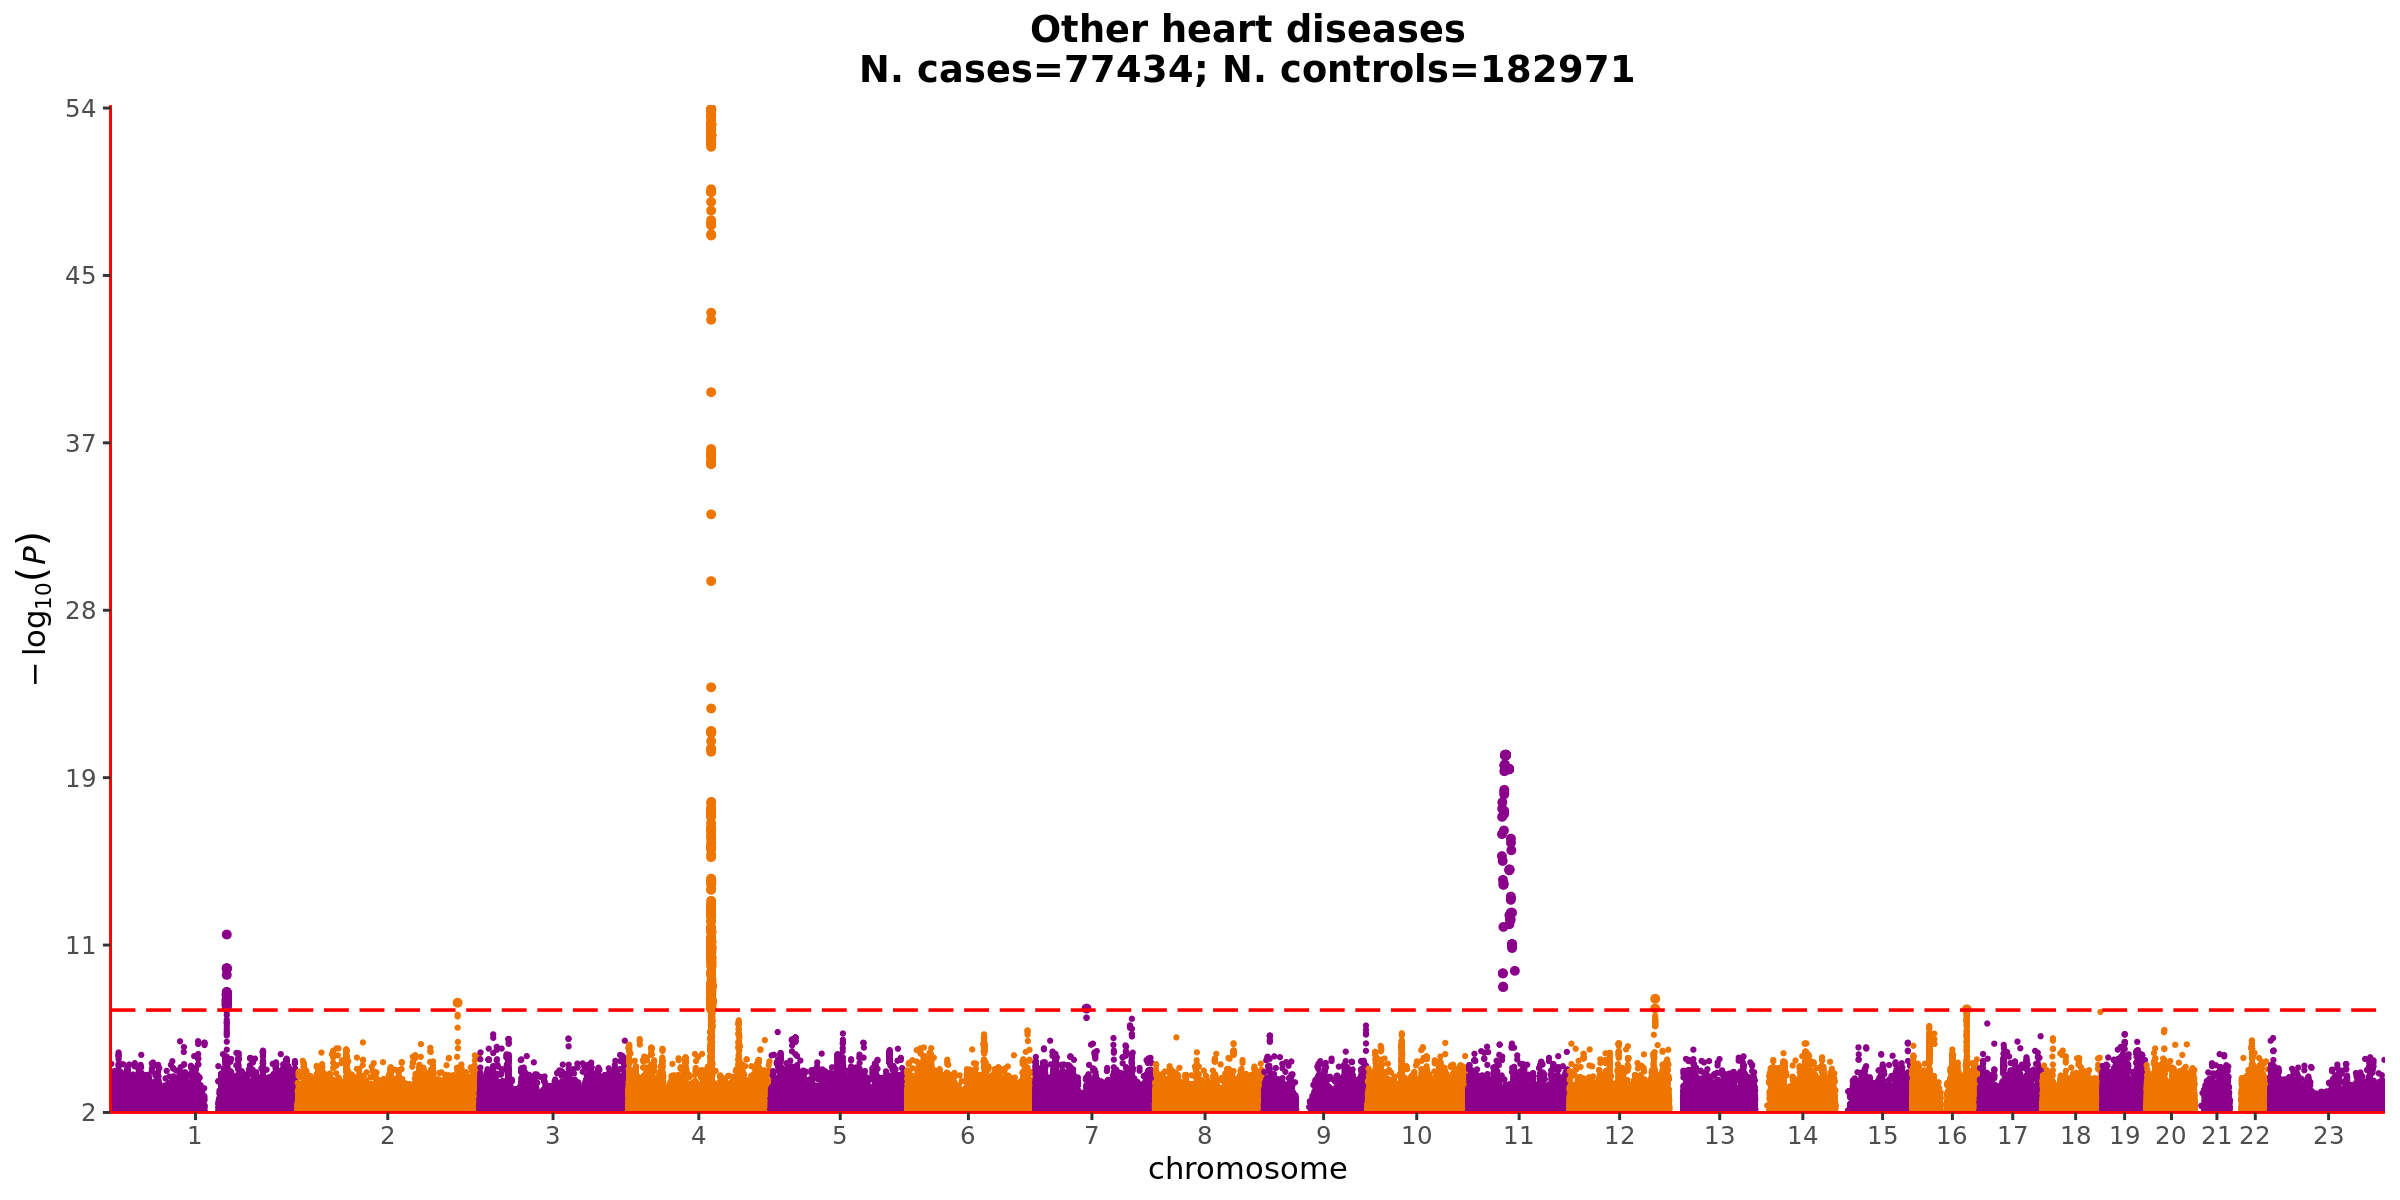 Other heart diseases
N. cases=77434; N. controls=182971
54
45
37
28
19
11
2
−log10(P)
1 2 3 4 5 6 7 8 9 10 11 12 13 14 15 16 17 18 19 20 21 22 23
chromosome